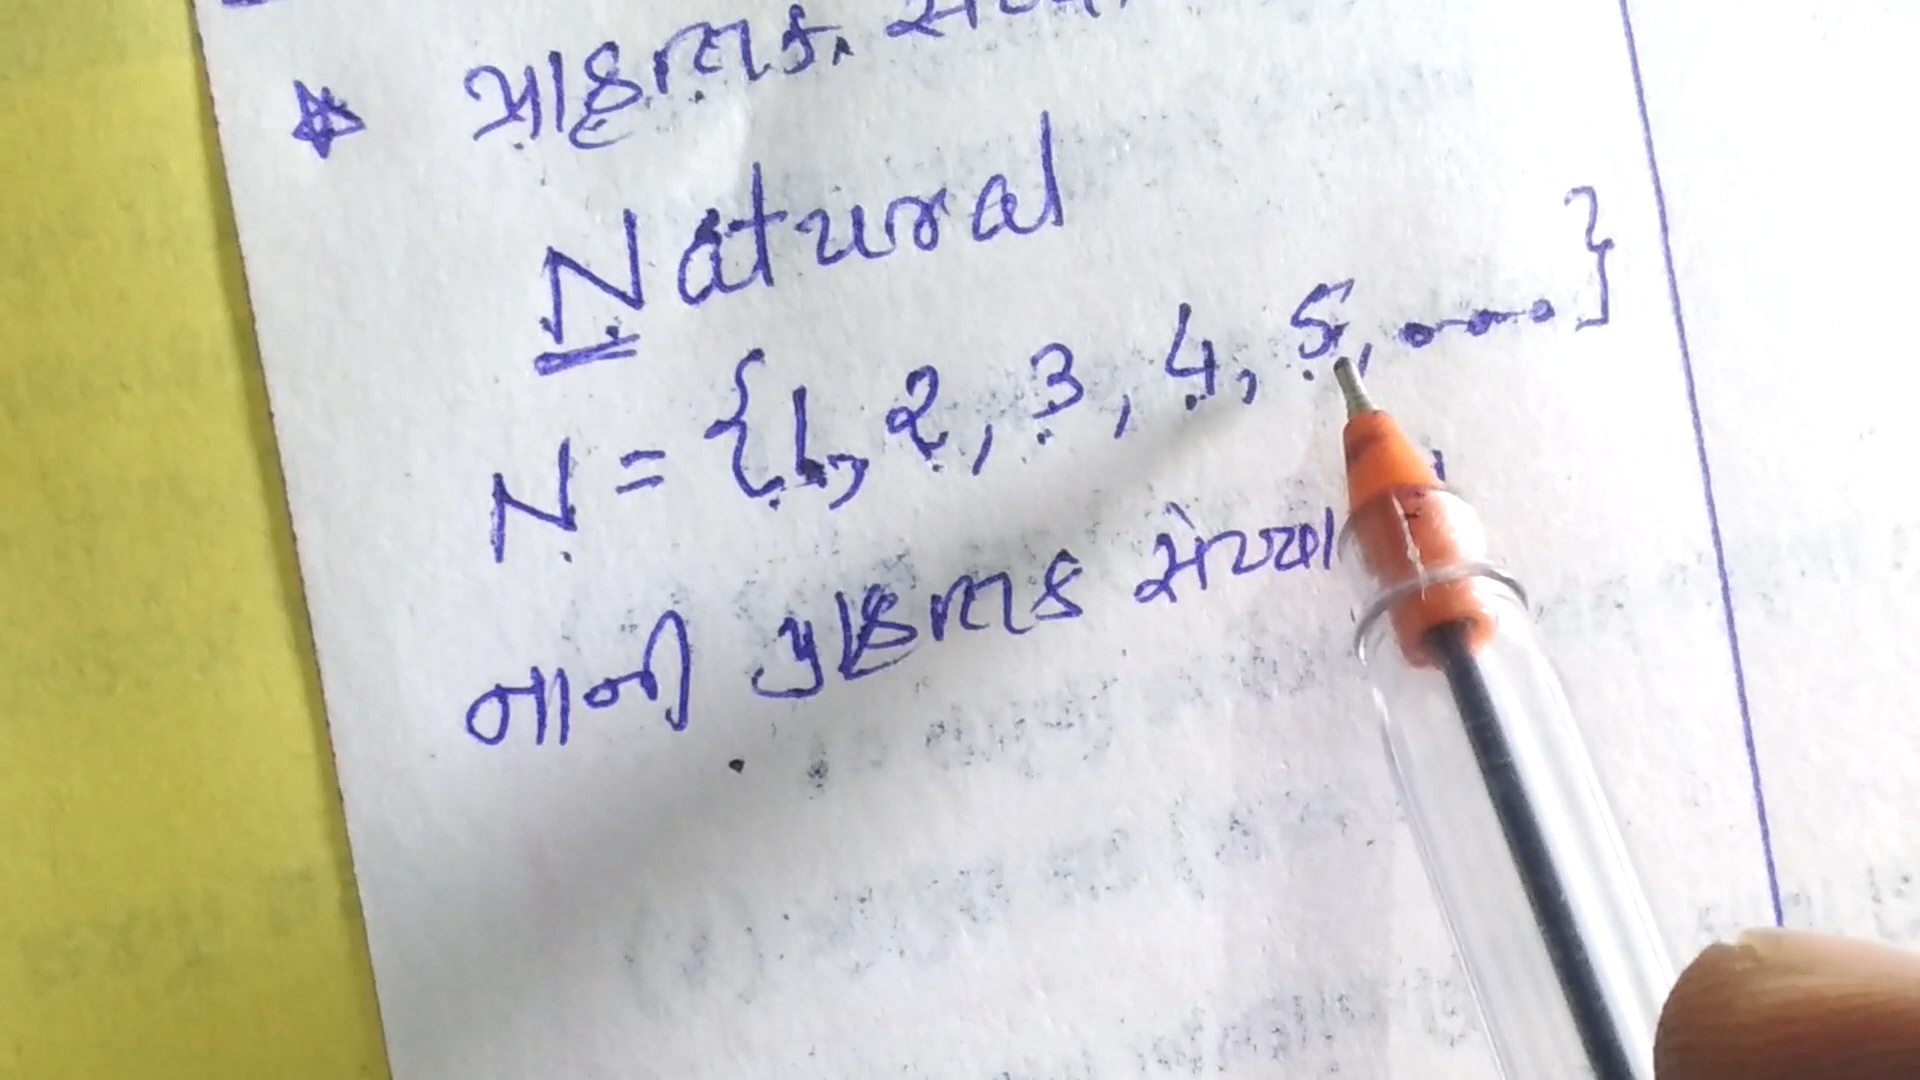 પ્રાકૃતિક સંખ્યા
Natural
N = {1, 2, 3, 4, 5, ....}
નાની પ્રાકૃતિક સંખ્યા